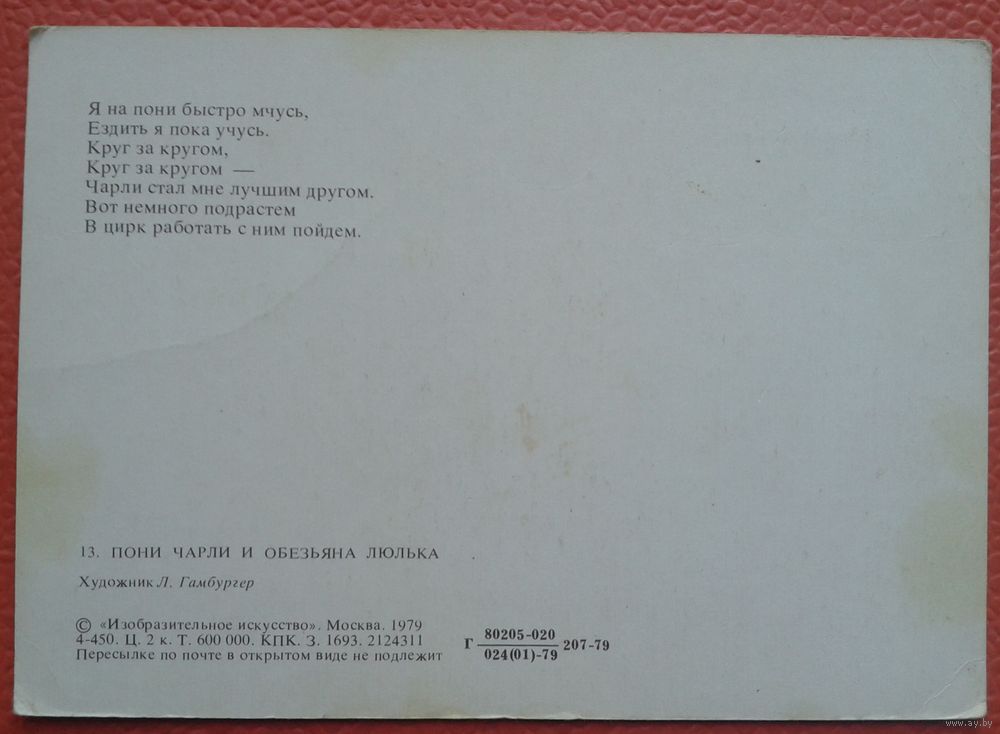 Я на пони быстро мчусь,
Ездить я пока учусь.
Круг за кругом,
Круг за кругом —
Чарли стал мне лучшим другом.
Вот немного подрастем
В цирк работать с ним пойдем.
13. ПОНИ ЧАРЛИ И ОБЕЗЬЯНА ЛЮЛЬКА
Художник Л. Гамбургер
© «Изобразительное искусство». Москва. 1979
4-450. Ц. 2 к. Т. 600 000. КПК. З. 1693. 2124311
Пересылке по почте в открытом виде не подлежит
Г 80205-020
024(01)-79 207-79
www.ay.by